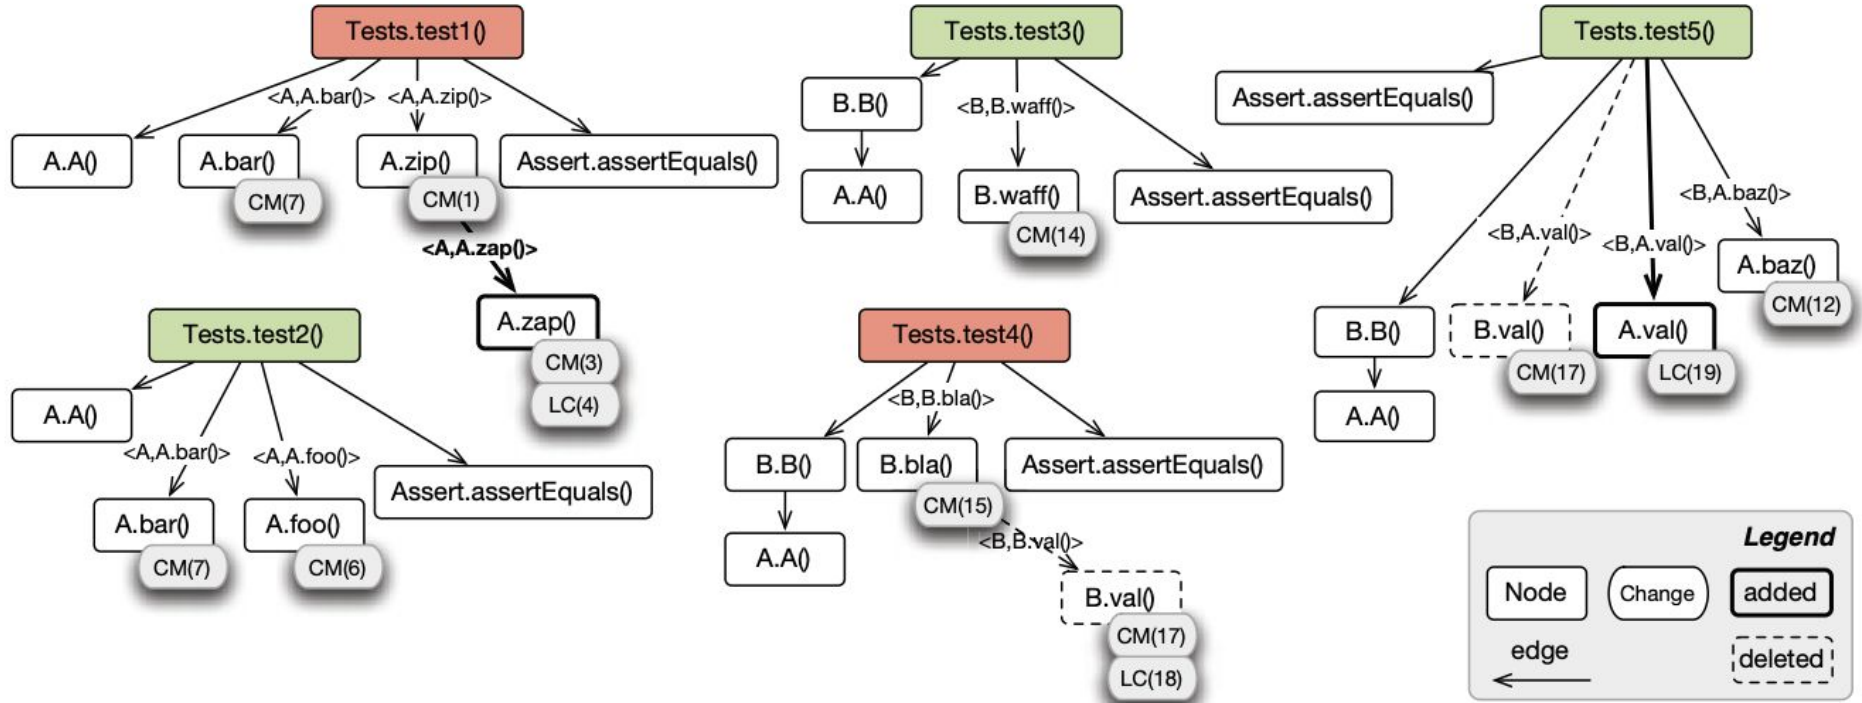 Tests.test1()
<A,A.bar()>
<A,A.zip()>
A.A()
A.bar()
CM(7)
A.zip()
CM(1)
Assert.assertEquals()
<A,A.zap()>
A.zap()
CM(3)
LC(4)
Tests.test2()
A.A()
<A,A.bar()>
<A,A.foo()>
A.bar()
CM(7)
A.foo()
CM(6)
Assert.assertEquals()
Tests.test3()
B.B()
<B,B.waff()>
A.A()
B.waff()
CM(14)
Assert.assertEquals()
Tests.test4()
<B,B.bla()>
B.B()
B.bla()
CM(15)
Assert.assertEquals()
A.A()
<B,B.val()>
B.val()
CM(17)
LC(18)
Tests.test5()
Assert.assertEquals()
<B,A.baz()>
<B,A.val()>
<B,A.val()>
A.baz()
CM(12)
B.B()
B.val()
CM(17)
A.val()
LC(19)
A.A()
Legend
Node
Change
added
edge
deleted